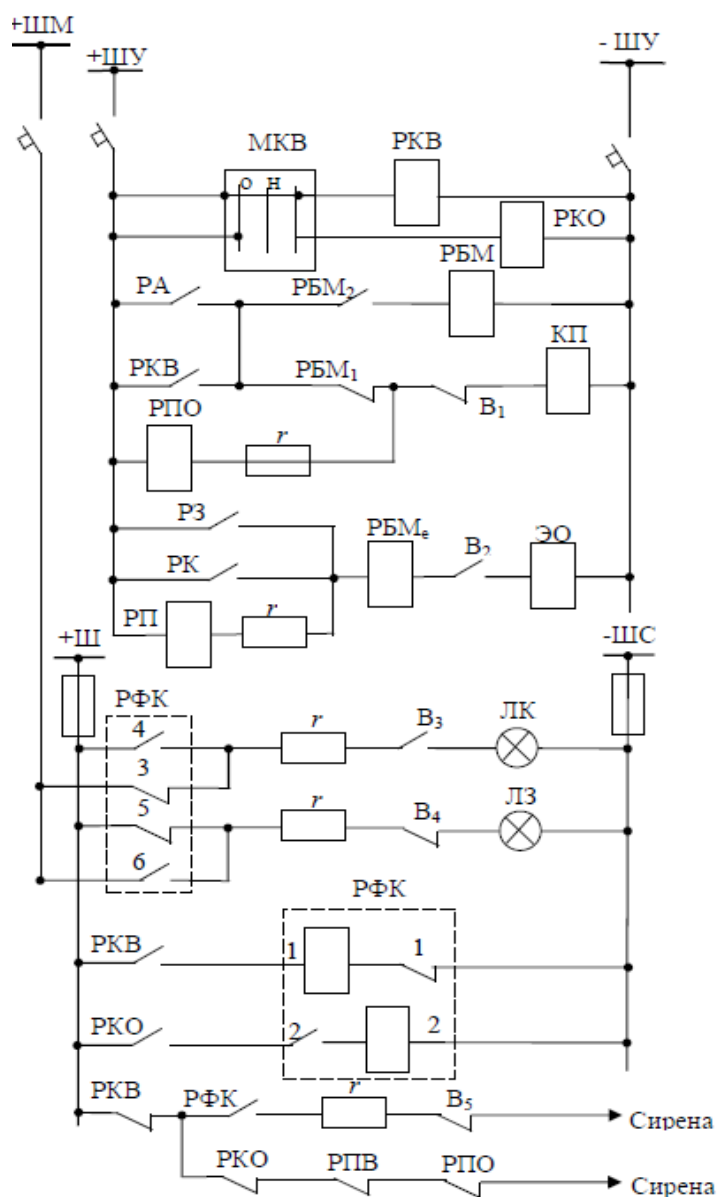 +ШМ
+ШУ
- ШУ
МКВ
РКВ
о н
РКО
РБМ
РА
РБМ₂
КП
РКВ
РБМ₁
В₁
РПО
r
РЗ
РБМₑ
В₂
ЭО
РК
РП
r
+Ш
-ШС
РФК
4
r
В₃
ЛК
3
5
r
В₄
ЛЗ
6
РФК
РКВ
1
1
РКО
2
2
РКВ
РФК
r
В₅
Сирена
РКО
РПВ
РПО
Сирена